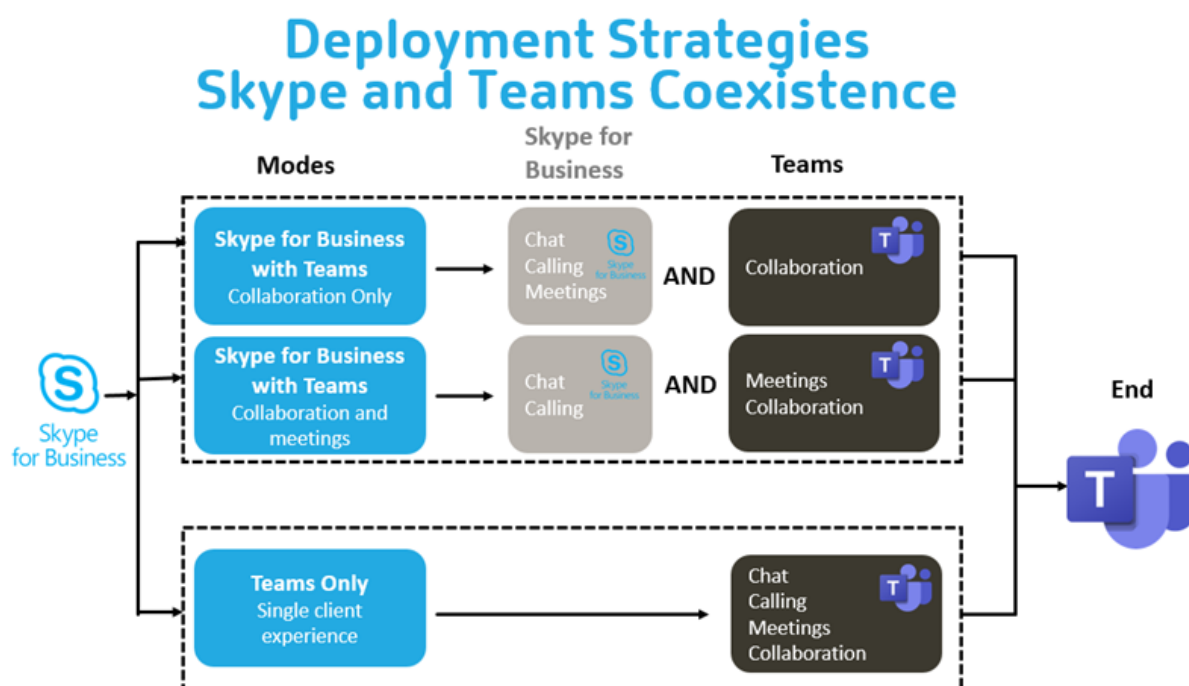 Deployment Strategies
Skype and Teams Coexistence
Modes
Skype for
Business
Teams
Skype for Business
with Teams
Collaboration Only
Chat
Calling
Meetings
S
Skype
for Business
AND
Collaboration
T
Skype for Business
with Teams
Collaboration and
meetings
Chat
Calling
S
Skype
for Business
AND
Meetings
Collaboration
T
S
Skype
for Business
End
T
Teams Only
Single client
experience
Chat
Calling
Meetings
Collaboration
T